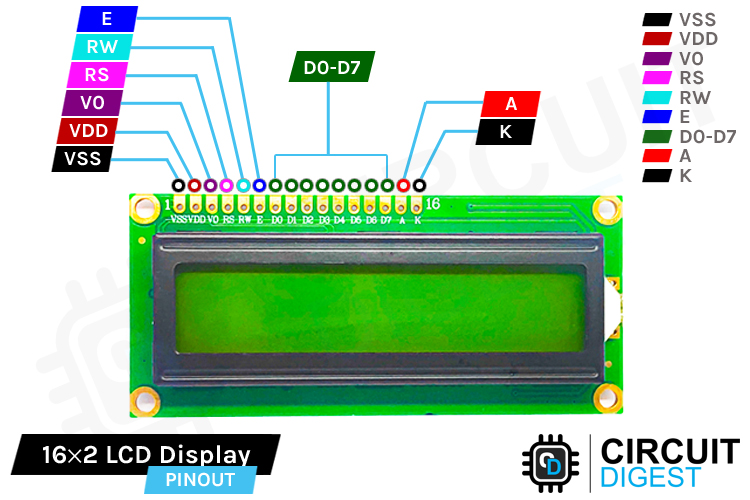 E
RW
RS
V0
VDD
VSS
D0-D7
A
K
VSS
VDD
V0
RS
RW
E
D0-D7
A
K
1 16
VSS VDD V0 RS RW E D0 D1 D2 D3 D4 D5 D6 D7 A K
16×2 LCD Display
PINOUT
CD
CIRCUIT
DIGEST